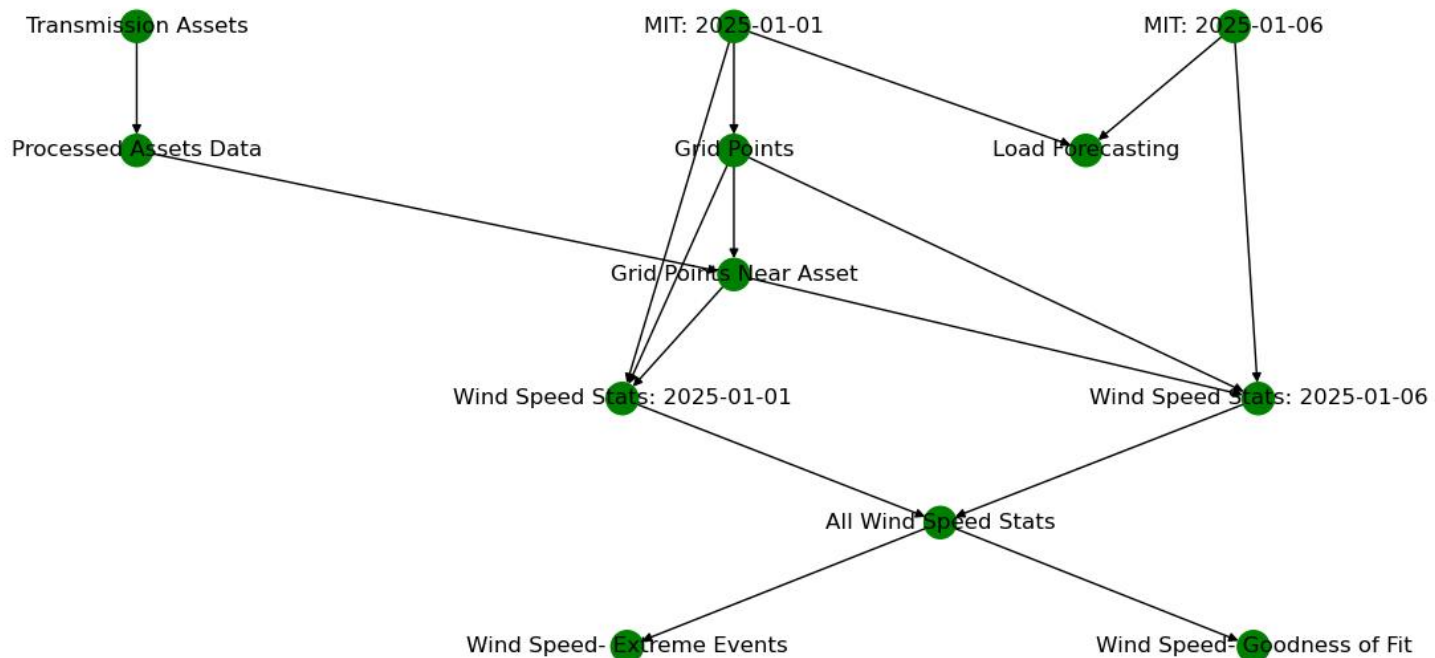 Transmission Assets
MIT: 2025-01-01
MIT: 2025-01-06
Processed Assets Data
Grid Points
Load Forecasting
Grid Points Near Asset
Wind Speed Stats: 2025-01-01
Wind Speed Stats: 2025-01-06
All Wind Speed Stats
Wind Speed- Extreme Events
Wind Speed- Goodness of Fit